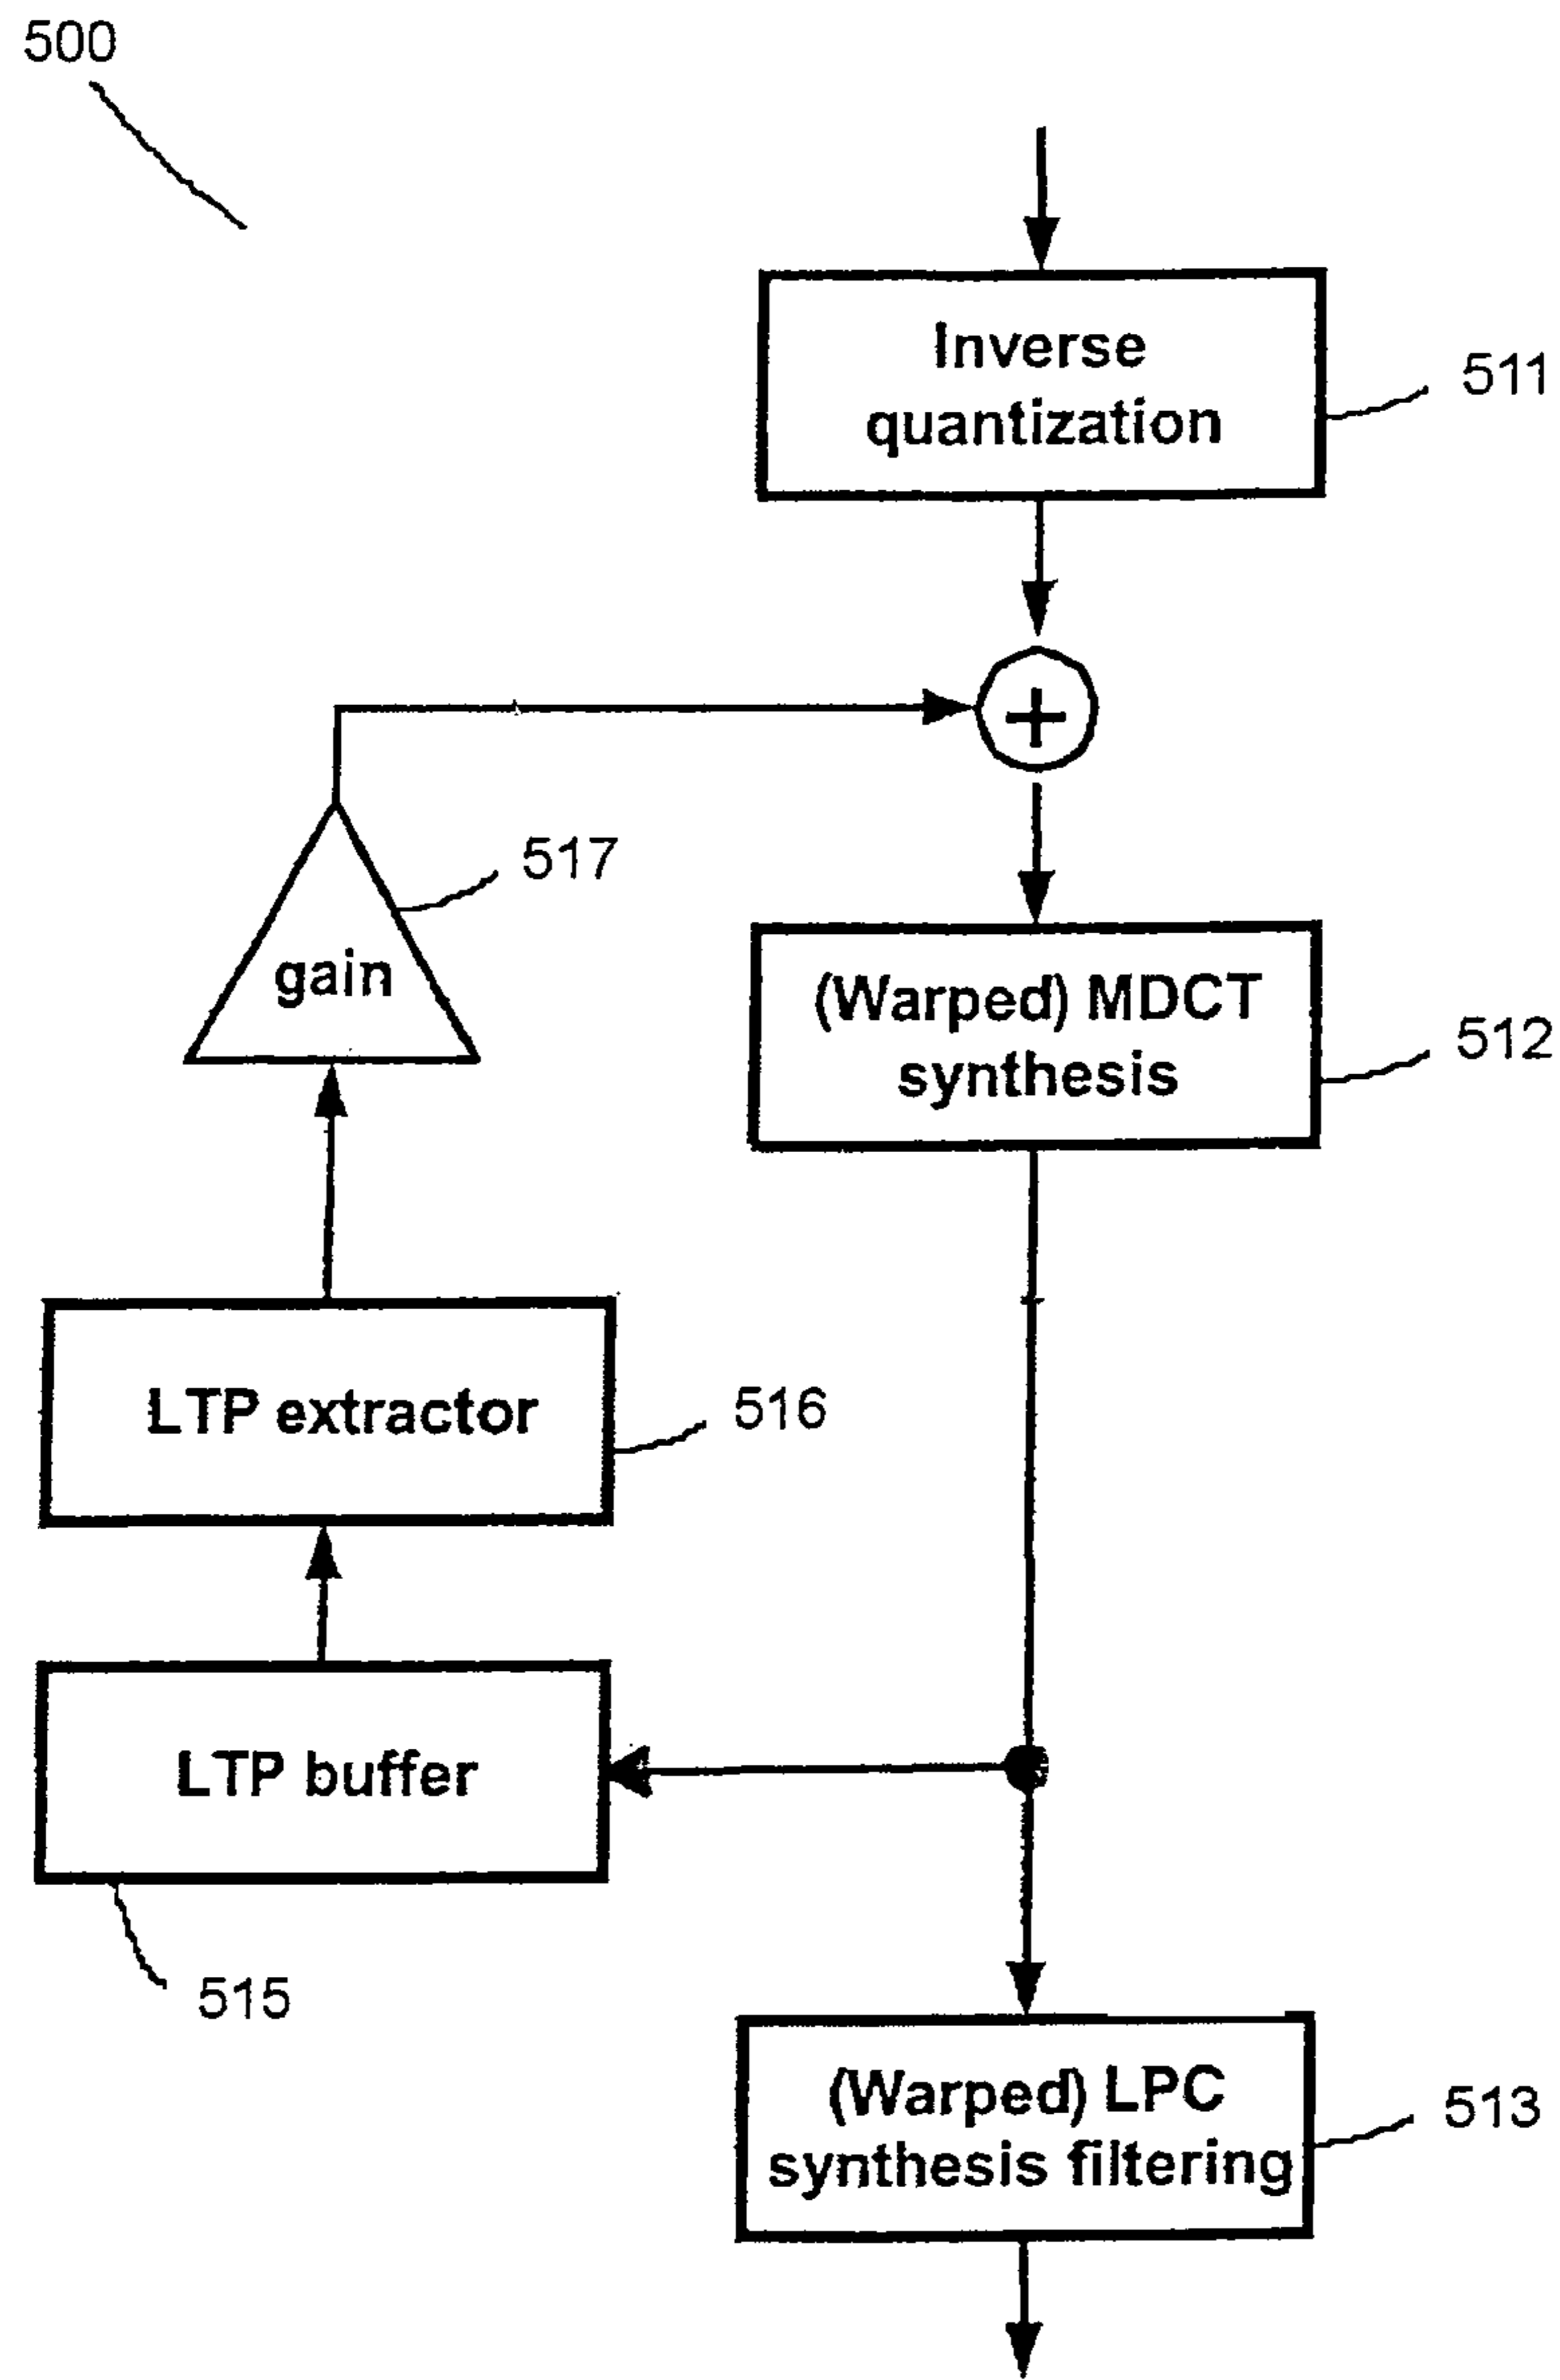 500
Inverse
quantization
511
517
gain
(Warped) MDCT
synthesis
512
LTP extractor
516
LTP buffer
515
(Warped) LPC
synthesis filtering
513